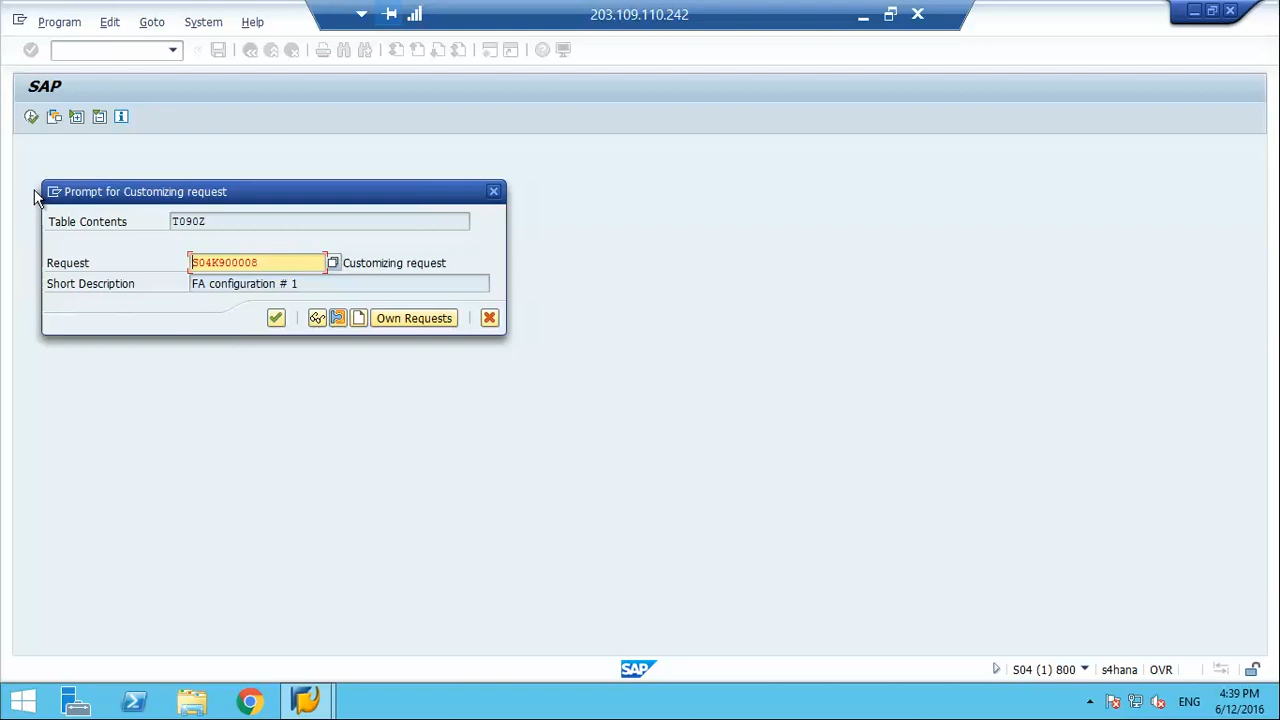 203.109.110.242
Program Edit Goto System Help
SAP
Prompt for Customizing request
Table Contents T090Z
Request S04K900008 Customizing request
Short Description FA configuration # 1
Own Requests
SAP
S04 (1) 800 s4hana OVR
ENG
4:39 PM
6/12/2016